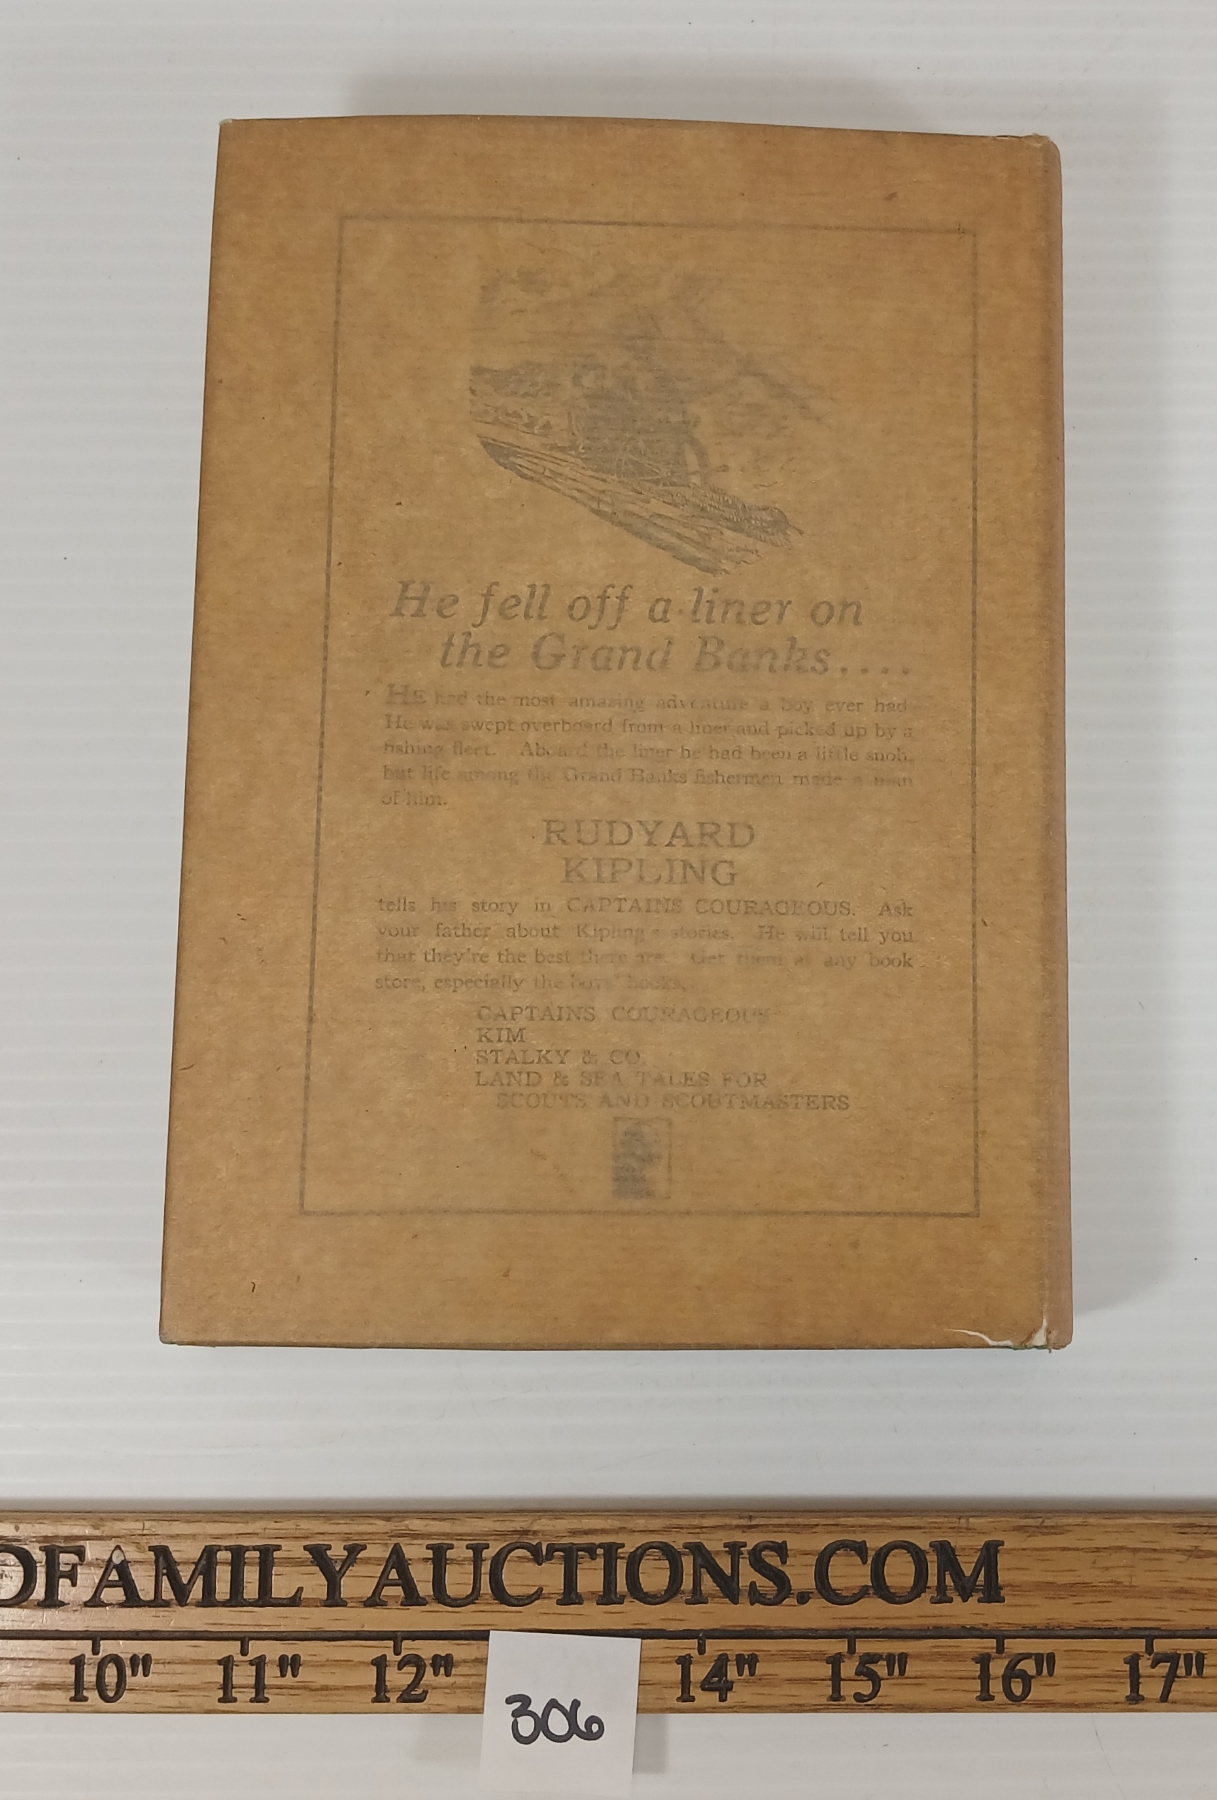 He fell off a liner on
the Grand Banks....
HE had the most amazing adventure a boy ever had
He was swept overboard from a liner and picked up by a
fishing fleet. Aboard the liner he had been a little snob,
but life among the Grand Banks fishermen made a man
of him.
RUDYARD
KIPLING
tells his story in CAPTAINS COURAGEOUS. Ask
your father about Kipling's stories. He will tell you
that they're the best there are. Get them at any book
store, especially the boys' books.
CAPTAINS COURAGEOUS
KIM
STALKY & CO.
LAND & SEA TALES FOR
SCOUTS AND SCOUTMASTERS
DFAMILYAUCTIONS.COM
10" 11" 12" 14" 15" 16" 17"
306